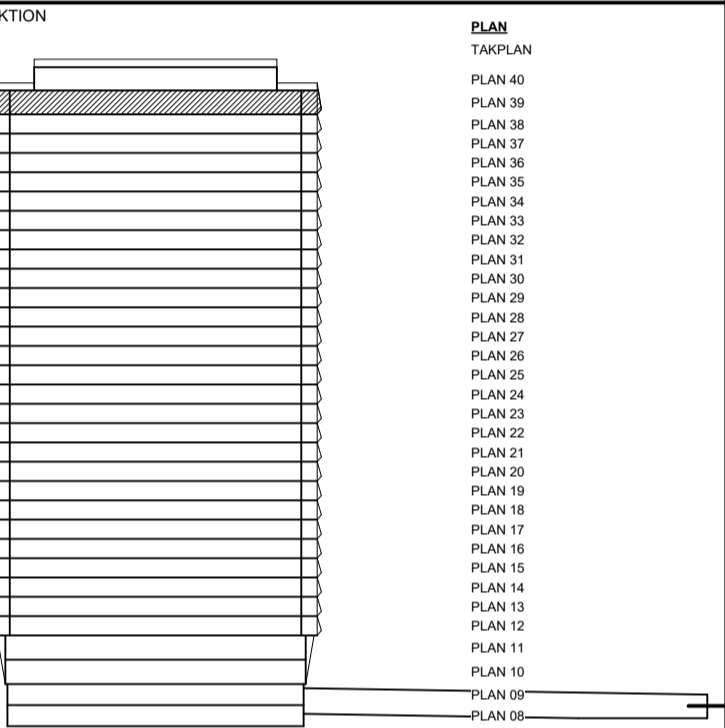 KTION
PLAN
TAKPLAN
PLAN 40
PLAN 39
PLAN 38
PLAN 37
PLAN 36
PLAN 35
PLAN 34
PLAN 33
PLAN 32
PLAN 31
PLAN 30
PLAN 29
PLAN 28
PLAN 27
PLAN 26
PLAN 25
PLAN 24
PLAN 23
PLAN 22
PLAN 21
PLAN 20
PLAN 19
PLAN 18
PLAN 17
PLAN 16
PLAN 15
PLAN 14
PLAN 13
PLAN 12
PLAN 11
PLAN 10
PLAN 09
PLAN 08